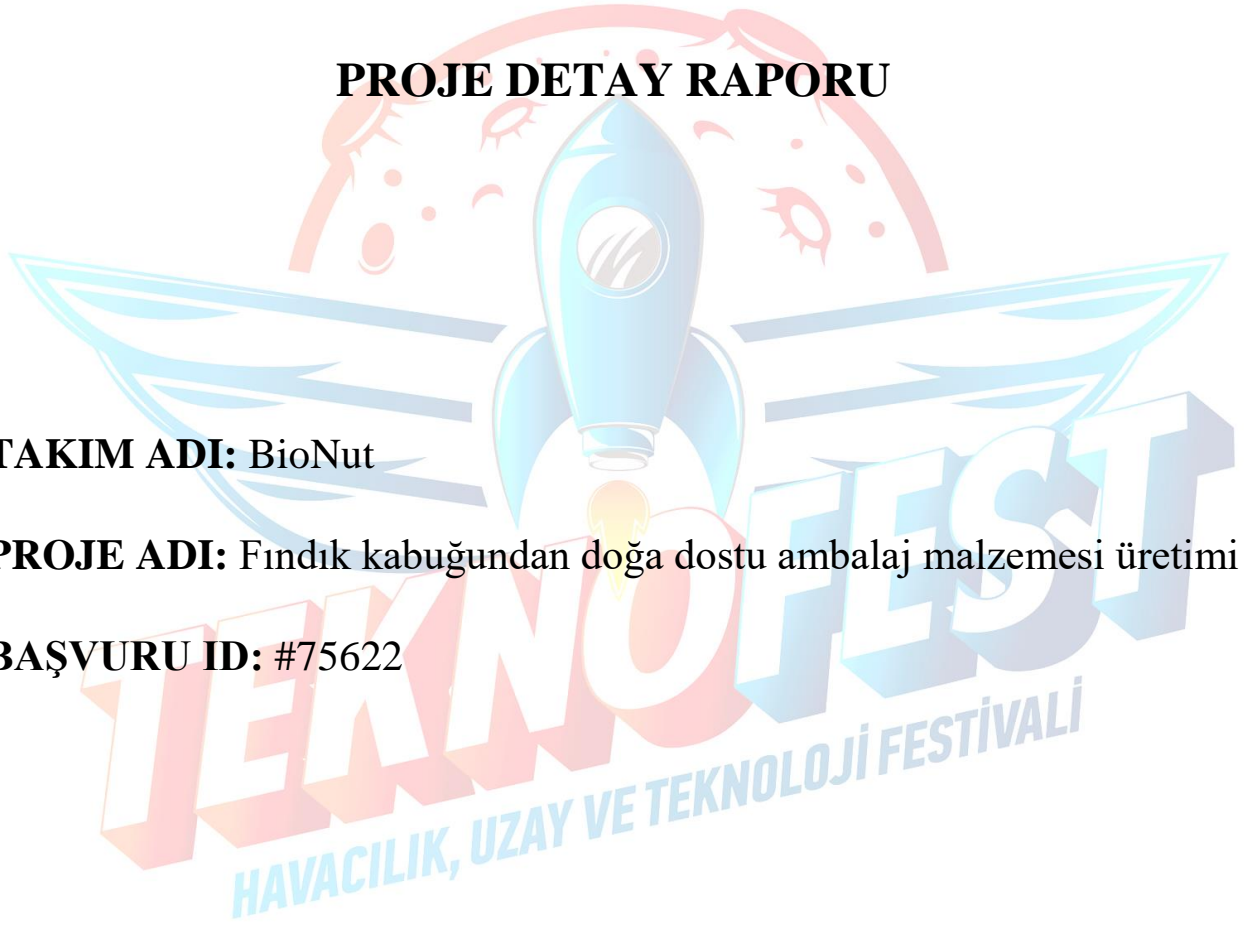 PROJE DETAY RAPORU
TAKIM ADI: BioNut
PROJE ADI: Fındık kabuğundan doğa dostu ambalaj malzemesi üretimi
BAŞVURU ID: #75622
TEKNOFEST
HAVACILIK, UZAY VE TEKNOLOJİ FESTİVALİ